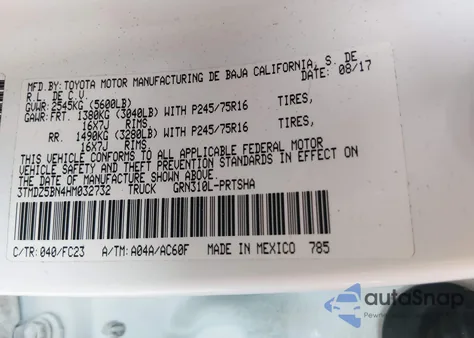 MFD.BY: TOYOTA MOTOR MANUFACTURING DE BAJA CALIFORNIA, S. DE
R L. DE C.V. DATE: 08/17
GVWR: 2545KG (5600LB)
GAWR: FRT. 1380KG (3040LB) WITH P245/75R16 TIRES,
16X7J RIMS,
RR. 1490KG (3280LB) WITH P245/75R16 TIRES,
16X7J RIMS
THIS VEHICLE CONFORMS TO ALL APPLICABLE FEDERAL MOTOR
VEHICLE SAFETY AND THEFT PREVENTION STANDARDS IN EFFECT ON
THE DATE OF MANUFACTURE SHOWN ABOVE.
3TMDZ5BN4HM032732 TRUCK GRN310L-PRTSHA
C/TR: 040/FC23 A/TM: A04A/AC60F MADE IN MEXICO 785
autoSnap